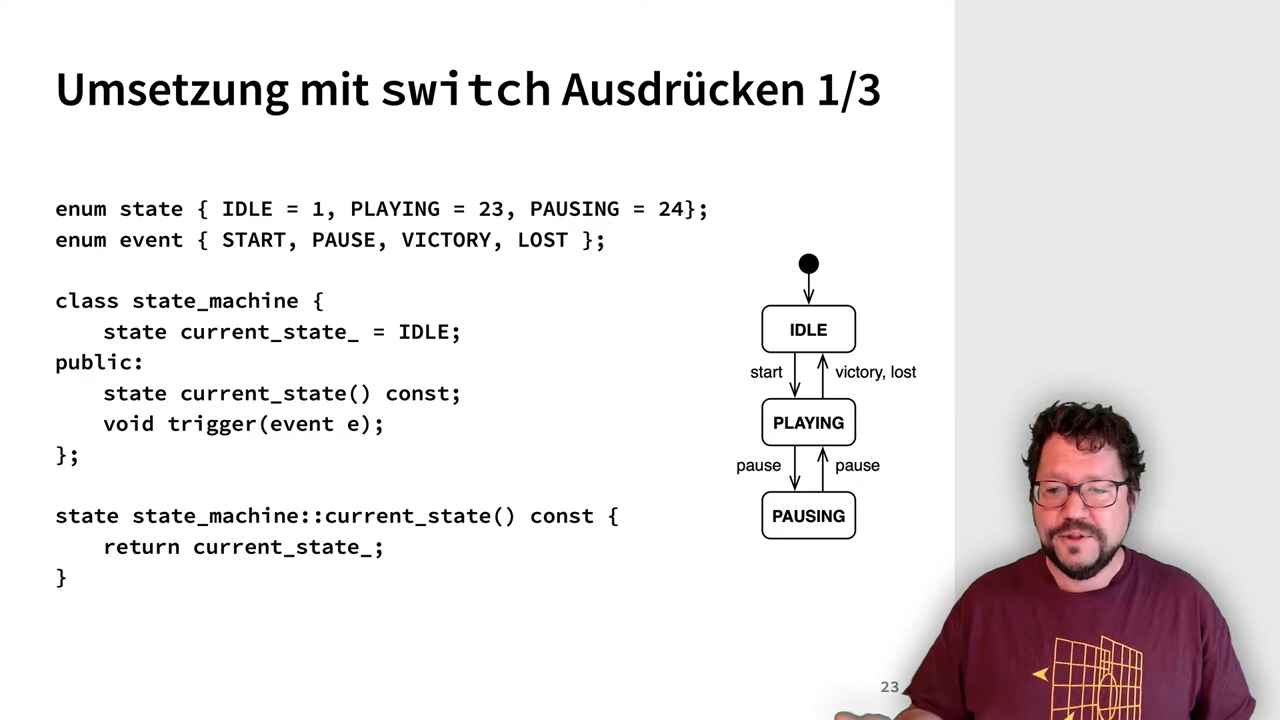 Umsetzung mit switch Ausdrücken 1/3
enum state { IDLE = 1, PLAYING = 23, PAUSING = 24};
enum event { START, PAUSE, VICTORY, LOST };
class state_machine {
state current_state_ = IDLE;
public:
state current_state() const;
void trigger(event e);
};
state state_machine::current_state() const {
return current_state_;
}
IDLE
start
victory, lost
PLAYING
pause
pause
PAUSING
23